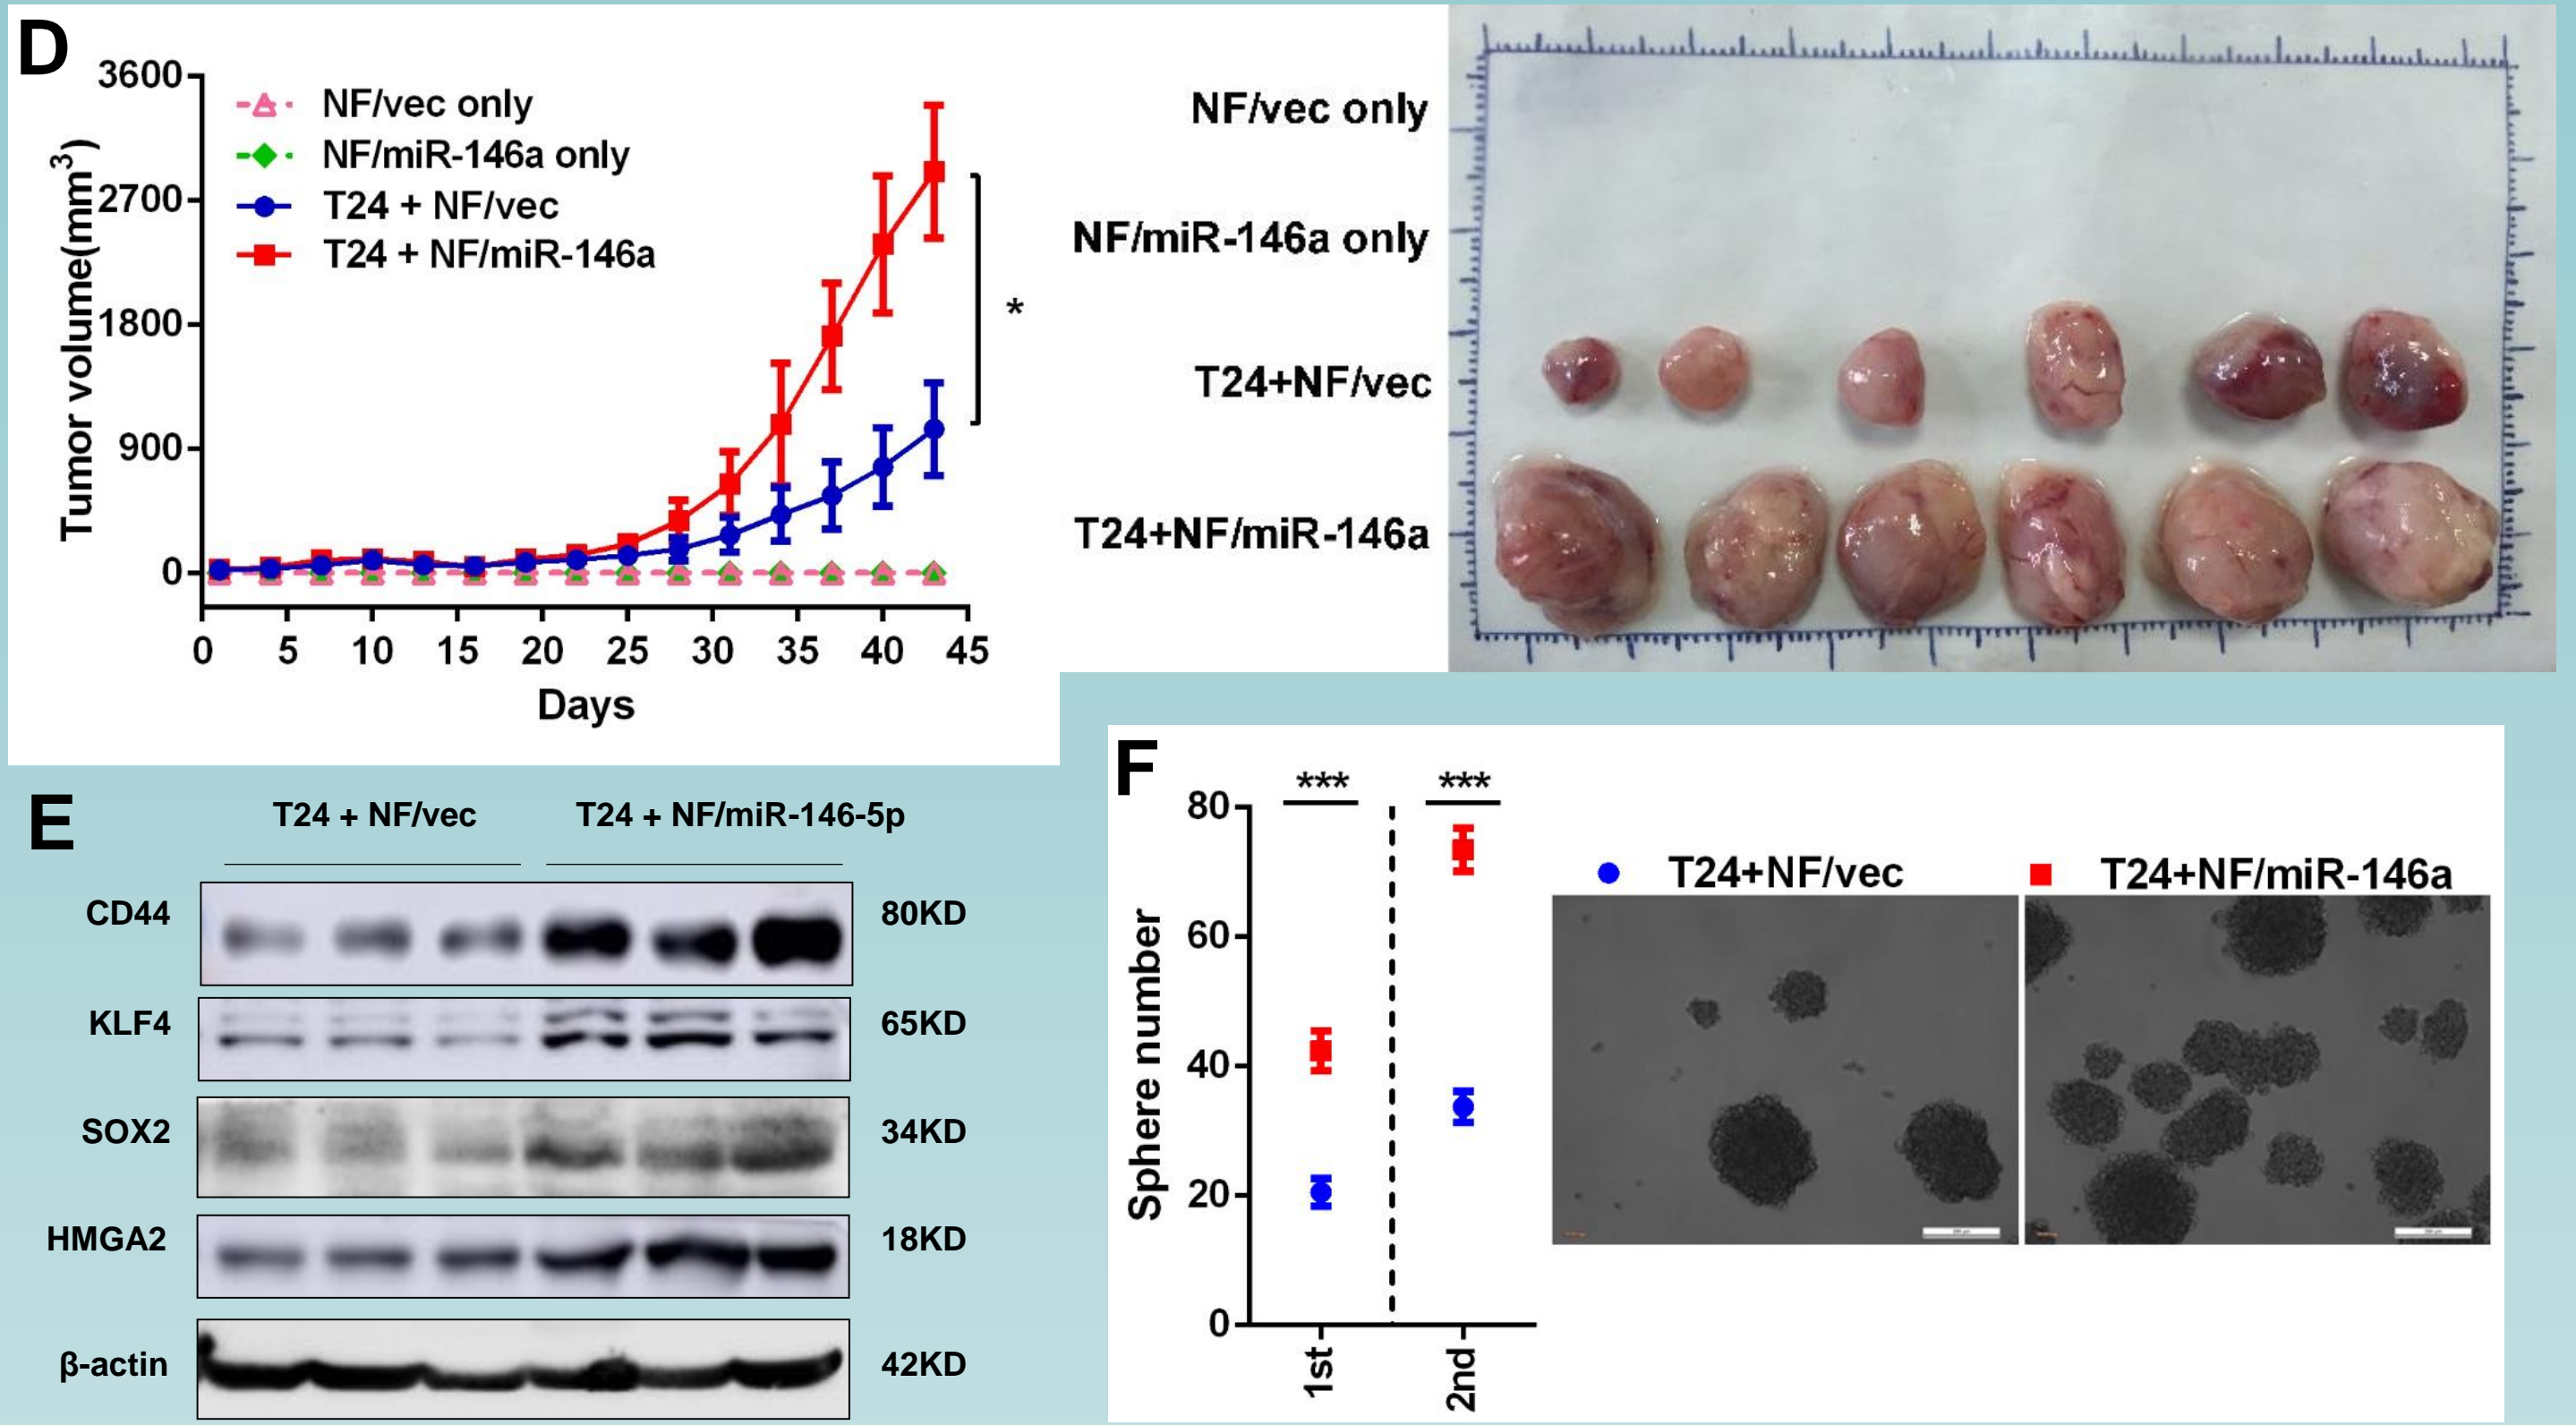 D
3600
2700
1800
900
0
Tumor volume(mm³)
NF/vec only
NF/miR-146a only
T24 + NF/vec
T24 + NF/miR-146a
*
0 5 10 15 20 25 30 35 40 45
Days
NF/vec only
NF/miR-146a only
T24+NF/vec
T24+NF/miR-146a
E
T24 + NF/vec T24 + NF/miR-146-5p
CD44 80KD
KLF4 65KD
SOX2 34KD
HMGA2 18KD
β-actin 42KD
F
*** ***
80
60
40
20
0
Sphere number
1st 2nd
T24+NF/vec T24+NF/miR-146a